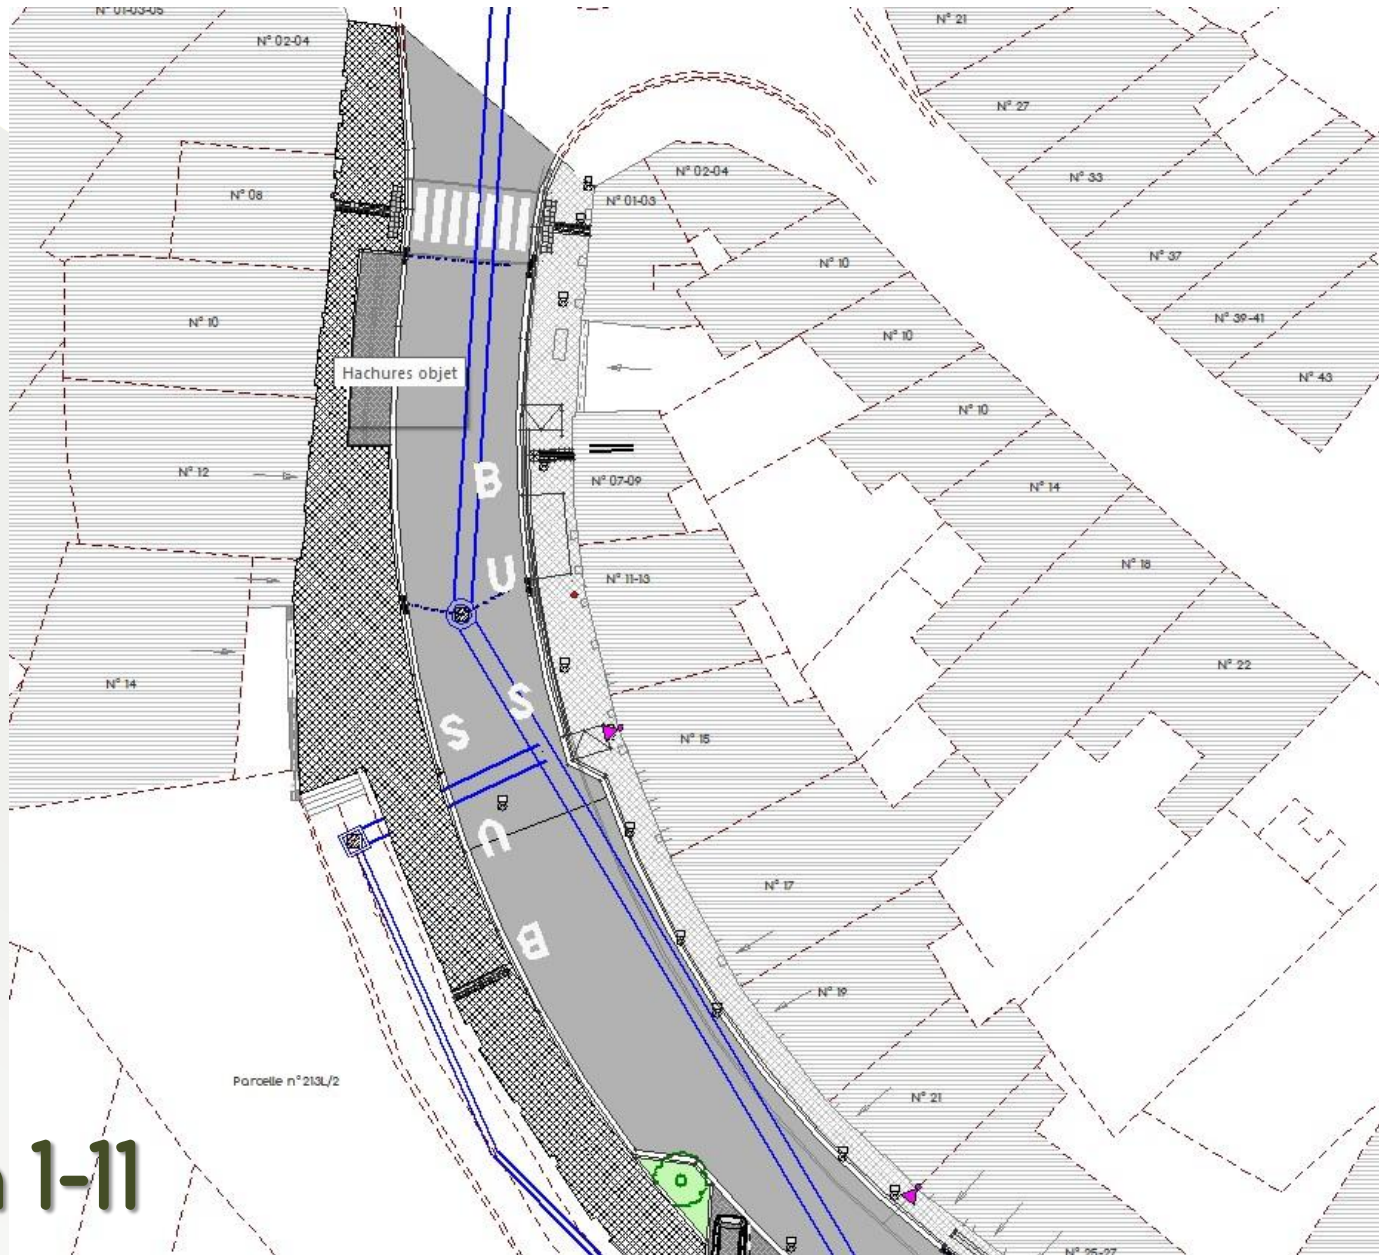 N° 01-03-05
N° 02-04
N° 21
N° 27
N° 02-04
N° 33
N° 08
N° 01-03
N° 37
N° 10
N° 39-41
N° 10
N° 10
N° 43
Hachures objet
N° 10
N° 12
B
N° 07-09
N° 14
U
N° 11-13
N° 18
N° 22
N° 14
S
S
N° 15
U
N° 17
B
N° 19
Parcelle n° 213L/2
N° 21
1-11
N° 25-27